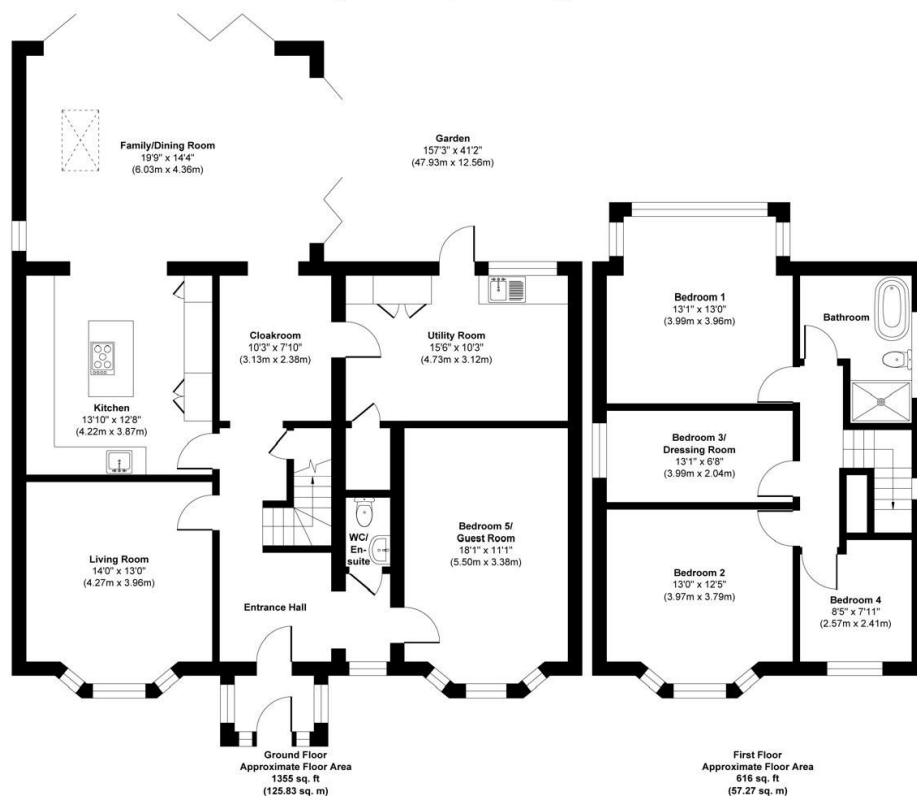 Family/Dining Room
19'9" x 14'4"
(6.03m x 4.36m)
Garden
157'3" x 41'2"
(47.93m x 12.56m)
Kitchen
13'10" x 12'8"
(4.22m x 3.87m)
Cloakroom
10'3" x 7'10"
(3.13m x 2.38m)
Utility Room
15'6" x 10'3"
(4.73m x 3.12m)
Living Room
14'0" x 13'0"
(4.27m x 3.96m)
Entrance Hall
WC/
En-
suite
Bedroom 5/
Guest Room
18'1" x 11'1"
(5.50m x 3.38m)
Ground Floor
Approximate Floor Area
1355 sq. ft
(125.83 sq. m)
Bedroom 1
13'1" x 13'0"
(3.99m x 3.96m)
Bathroom
Bedroom 3/
Dressing Room
13'1" x 6'8"
(3.99m x 2.04m)
Bedroom 2
13'0" x 12'5"
(3.97m x 3.79m)
Bedroom 4
8'5" x 7'11"
(2.57m x 2.41m)
First Floor
Approximate Floor Area
616 sq. ft
(57.27 sq. m)